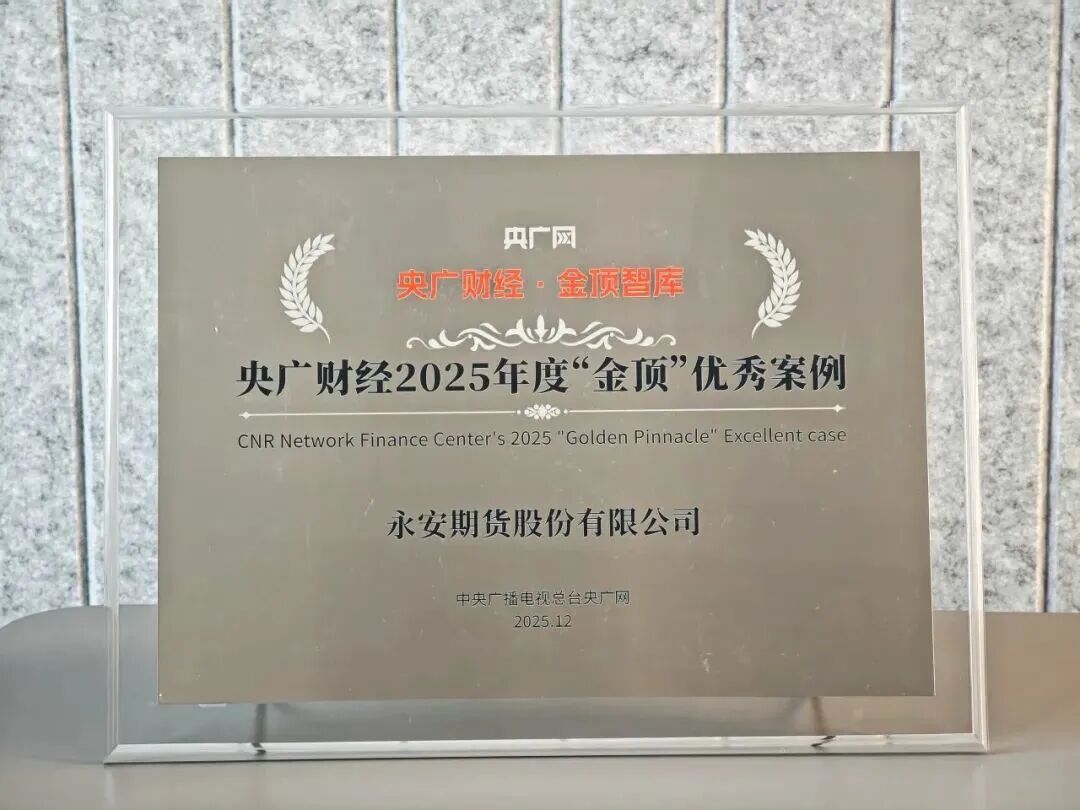 央广网
央广财经·金顶智库
央广财经2025年度“金顶”优秀案例
CNR Network Finance Center's 2025 "Golden Pinnacle" Excellent case
永安期货股份有限公司
中央广播电视总台央广网
2025.12